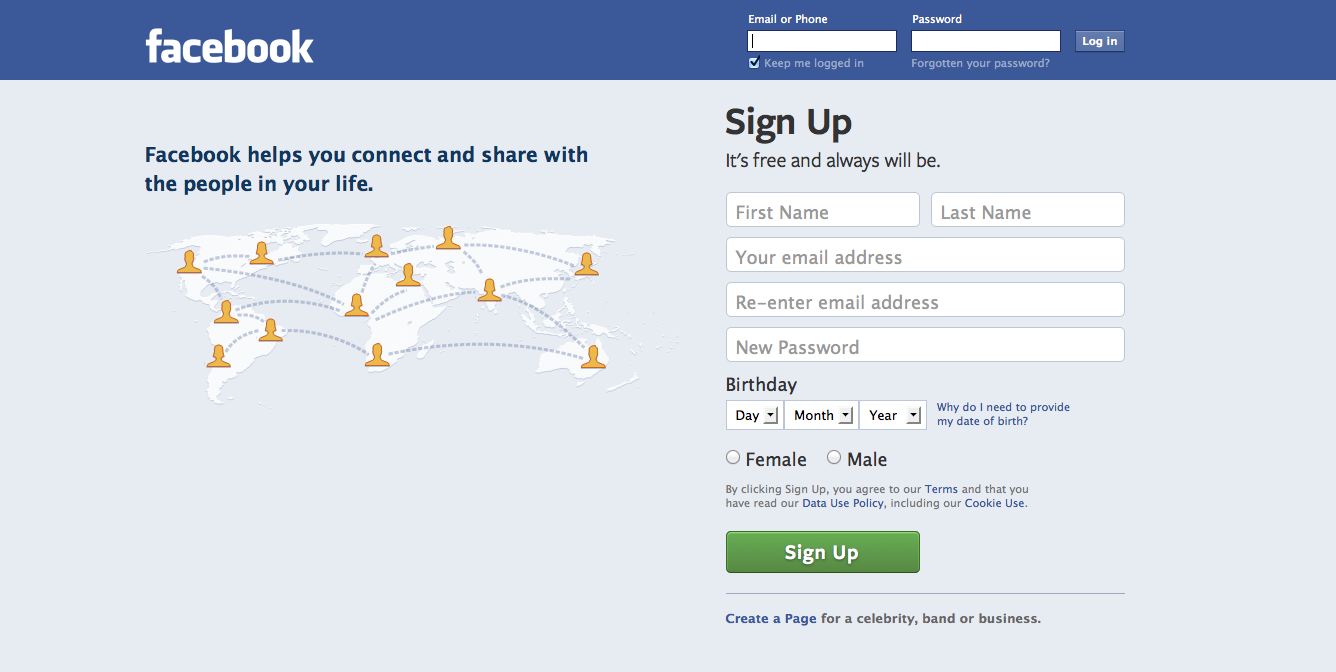 facebook
Email or Phone
Password
Log in
Keep me logged in
Forgotten your password?
Facebook helps you connect and share with
the people in your life.
Sign Up
It's free and always will be.
First Name
Last Name
Your email address
Re-enter email address
New Password
Birthday
Day
Month
Year
Why do I need to provide
my date of birth?
Female
Male
By clicking Sign Up, you agree to our Terms and that you
have read our Data Use Policy, including our Cookie Use.
Sign Up
Create a Page for a celebrity, band or business.